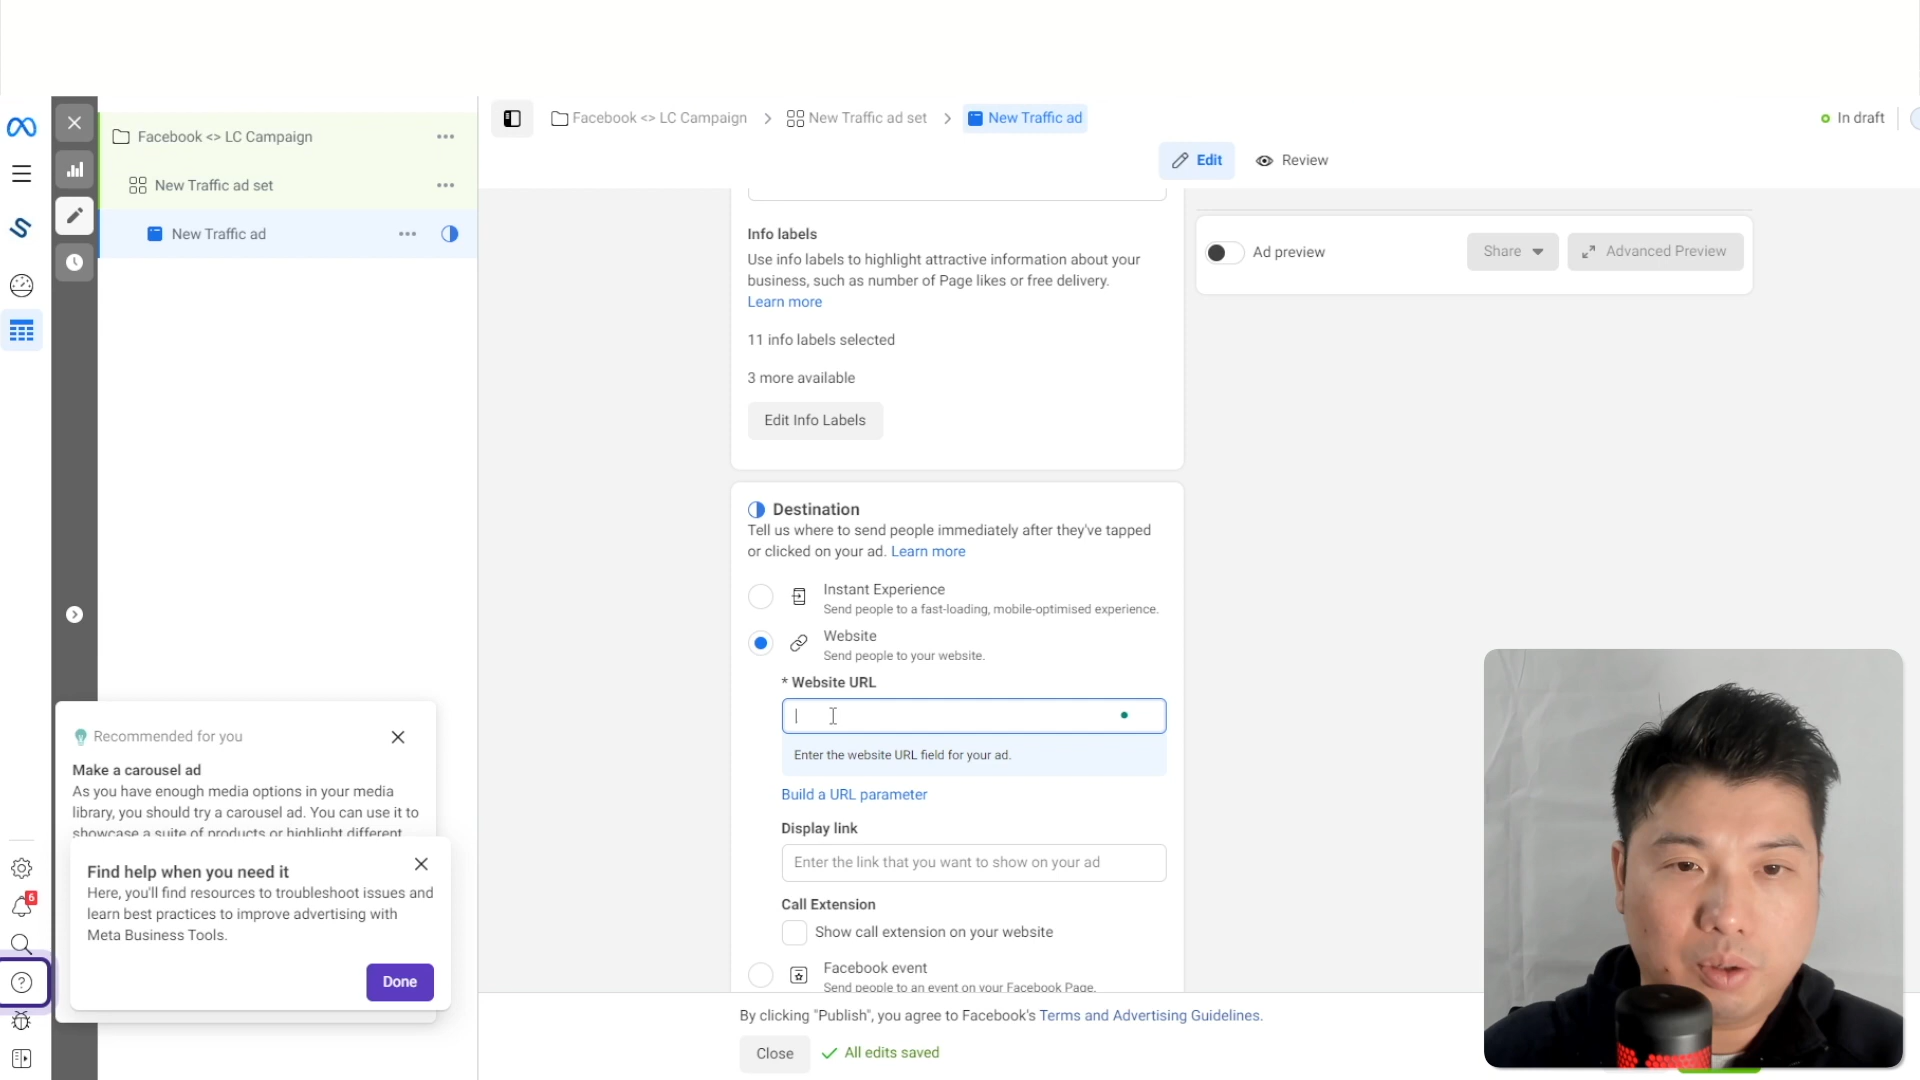 Facebook <> LC Campaign
New Traffic ad set
New Traffic ad
Facebook <> LC Campaign
New Traffic ad set
New Traffic ad
In draft
Edit
Review
Info labels
Use info labels to highlight attractive information about your
business, such as number of Page likes or free delivery.
Learn more
11 info labels selected
3 more available
Edit Info Labels
Ad preview
Share
Advanced Preview
Destination
Tell us where to send people immediately after they've tapped
or clicked on your ad. Learn more
Instant Experience
Send people to a fast-loading, mobile-optimised experience.
Website
Send people to your website.
* Website URL
Enter the website URL field for your ad.
Build a URL parameter
Display link
Enter the link that you want to show on your ad
Call Extension
Show call extension on your website
Facebook event
Send people to an event on your Facebook Page.
Recommended for you
Make a carousel ad
As you have enough media options in your media
library, you should try a carousel ad. You can use it to
showcase a suite of products or highlight different
Find help when you need it
Here, you'll find resources to troubleshoot issues and
learn best practices to improve advertising with
Meta Business Tools.
Done
6
By clicking "Publish", you agree to Facebook's Terms and Advertising Guidelines.
Close
All edits saved